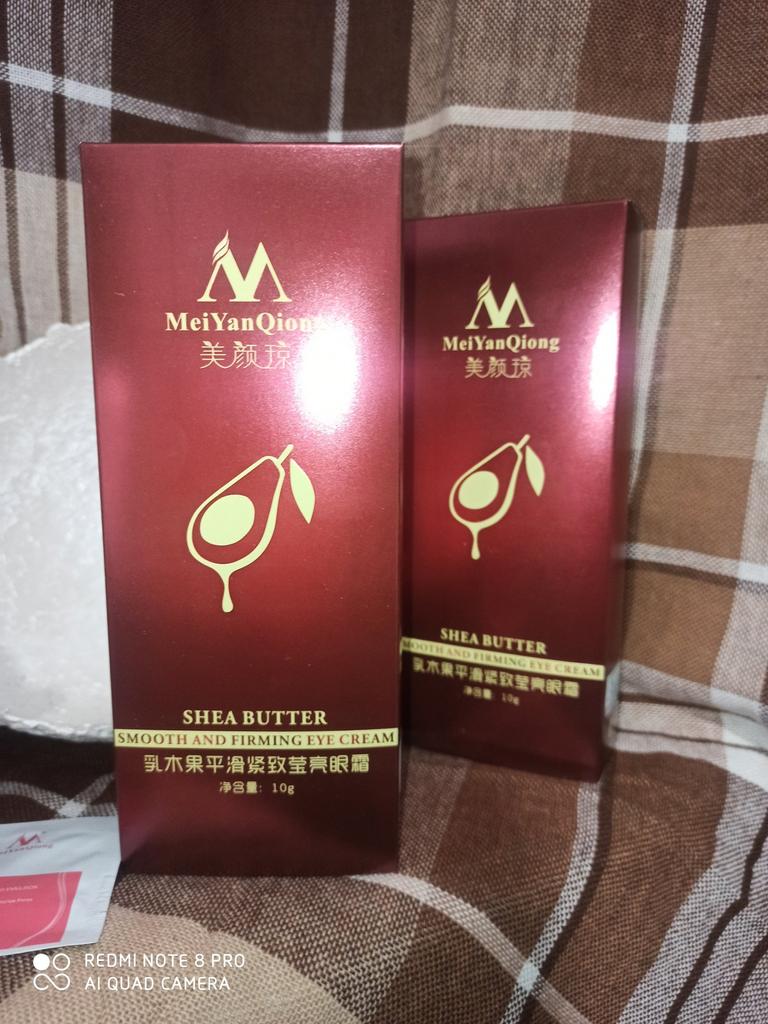 MeiYanQiong
美颜琼
SHEA BUTTER
SMOOTH AND FIRMING EYE CREAM
乳木果平滑紧致莹亮眼霜
净含量: 10g
MeiYanQiong
美颜琼
SHEA BUTTER
SMOOTH AND FIRMING EYE CREAM
乳木果平滑紧致莹亮眼霜
净含量: 10g
MeiYanQiong
REDMI NOTE 8 PRO
AI QUAD CAMERA